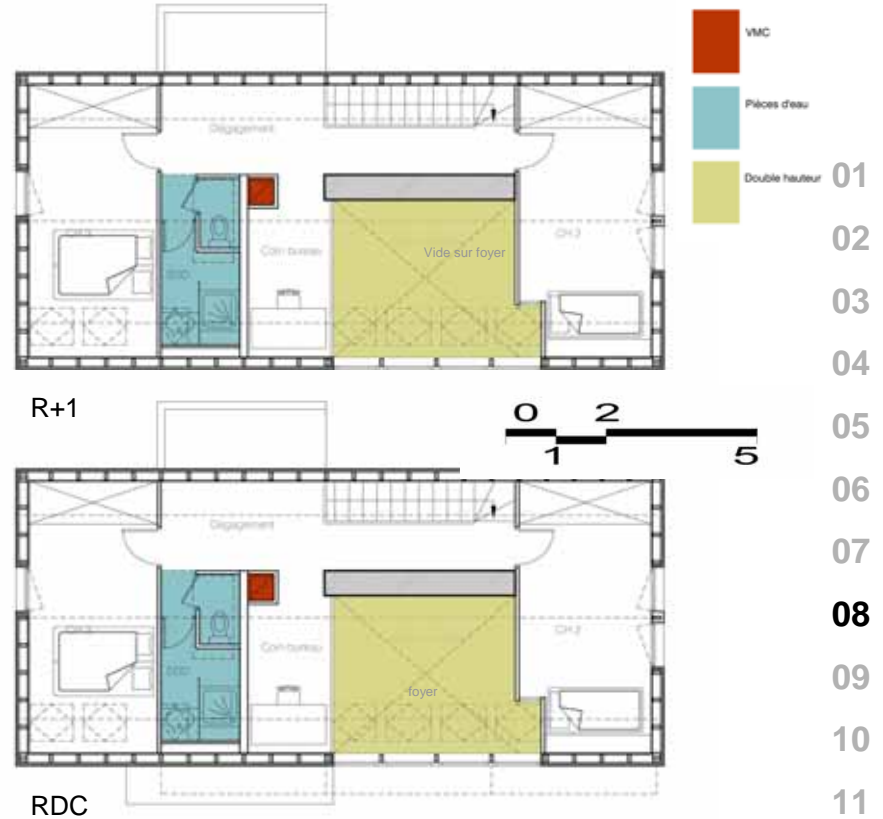 VMC
Pièces d'eau
Double hauteur
Dégagement
Vide sur foyer
Coin bureau
CH 2
R+1
0 2
1 5
Dégagement
Coin bureau
CH 2
foyer
RDC
01
02
03
04
05
06
07
08
09
10
11